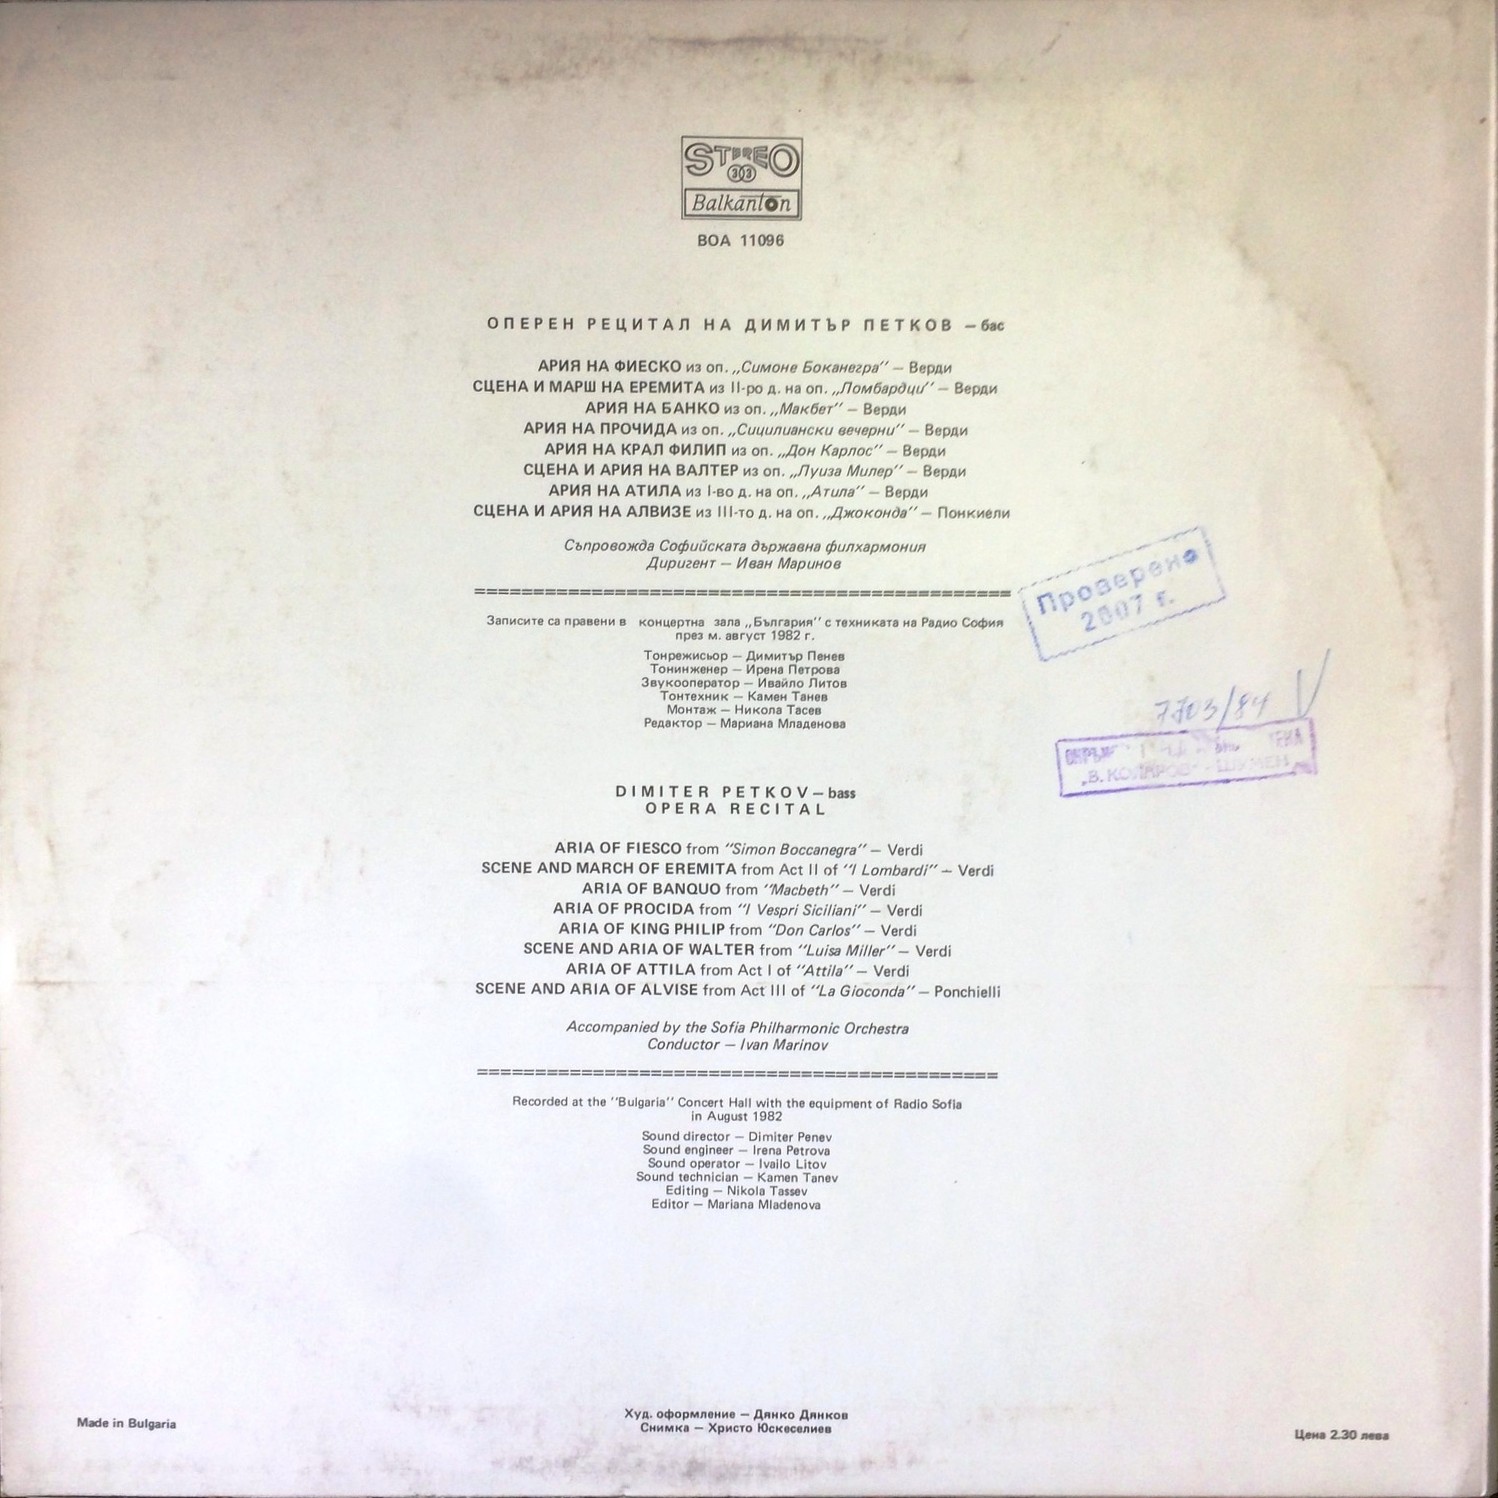 STEREO
303
Balkanton
ВОА 11096
ОПЕРЕН РЕЦИТАЛ НА ДИМИТЪР ПЕТКОВ – бас
АРИЯ НА ФИЕСКО из оп. „Симоне Боканегра" – Верди
СЦЕНА И МАРШ НА ЕРЕМИТА из II-ро д. на оп. „Ломбардци" – Верди
АРИЯ НА БАНКО из оп. „Макбет" – Верди
АРИЯ НА ПРОЧИДА из оп. „Сицилиански вечерни" – Верди
АРИЯ НА КРАЛ ФИЛИП из оп. „Дон Карлос" – Верди
СЦЕНА И АРИЯ НА ВАЛТЕР из оп. „Луиза Милер" – Верди
АРИЯ НА АТИЛА из I-во д. на оп. „Атила" – Верди
СЦЕНА И АРИЯ НА АЛВИЗЕ из III-то д. на оп. „Джоконда" – Понкиели
Съпровожда Софийската държавна филхармония
Диригент – Иван Маринов
Записите са правени в концертна зала „България" с техниката на Радио София
през м. август 1982 г.
Тонрежисьор – Димитър Пенев
Тонинженер – Ирена Петрова
Звукооператор – Ивайло Литов
Тонтехник – Камен Танев
Монтаж – Никола Тасев
Редактор – Мариана Младенова
Проверено
2007 г.
7703/84 V
„В. КОЛАРОВ" - ШУМЕН
DIMITER PETKOV – bass
OPERA RECITAL
ARIA OF FIESCO from "Simon Boccanegra" – Verdi
SCENE AND MARCH OF EREMITA from Act II of "I Lombardi" – Verdi
ARIA OF BANQUO from "Macbeth" – Verdi
ARIA OF PROCIDA from "I Vespri Siciliani" – Verdi
ARIA OF KING PHILIP from "Don Carlos" – Verdi
SCENE AND ARIA OF WALTER from "Luisa Miller" – Verdi
ARIA OF ATTILA from Act I of "Attila" – Verdi
SCENE AND ARIA OF ALVISE from Act III of "La Gioconda" – Ponchielli
Accompanied by the Sofia Philharmonic Orchestra
Conductor – Ivan Marinov
Recorded at the "Bulgaria" Concert Hall with the equipment of Radio Sofia
in August 1982
Sound director – Dimiter Penev
Sound engineer – Irena Petrova
Sound operator – Ivailo Litov
Sound technician – Kamen Tanev
Editing – Nikola Tassev
Editor – Mariana Mladenova
Made in Bulgaria
Худ. оформление – Дянко Дянков
Снимка – Христо Юскеселиев
Цена 2.30 лева